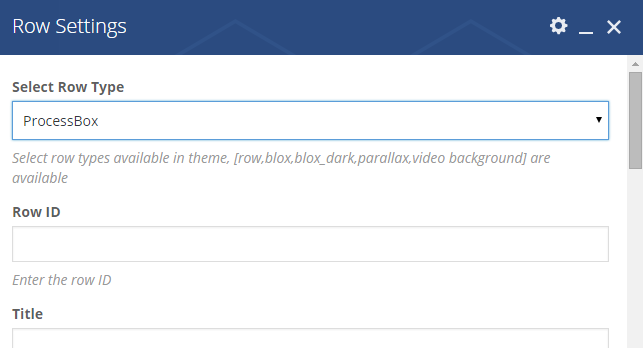 Row Settings
Select Row Type
ProcessBox
Select row types available in theme, [row,blox,blox_dark,parallax,video background] are
available
Row ID
Enter the row ID
Title